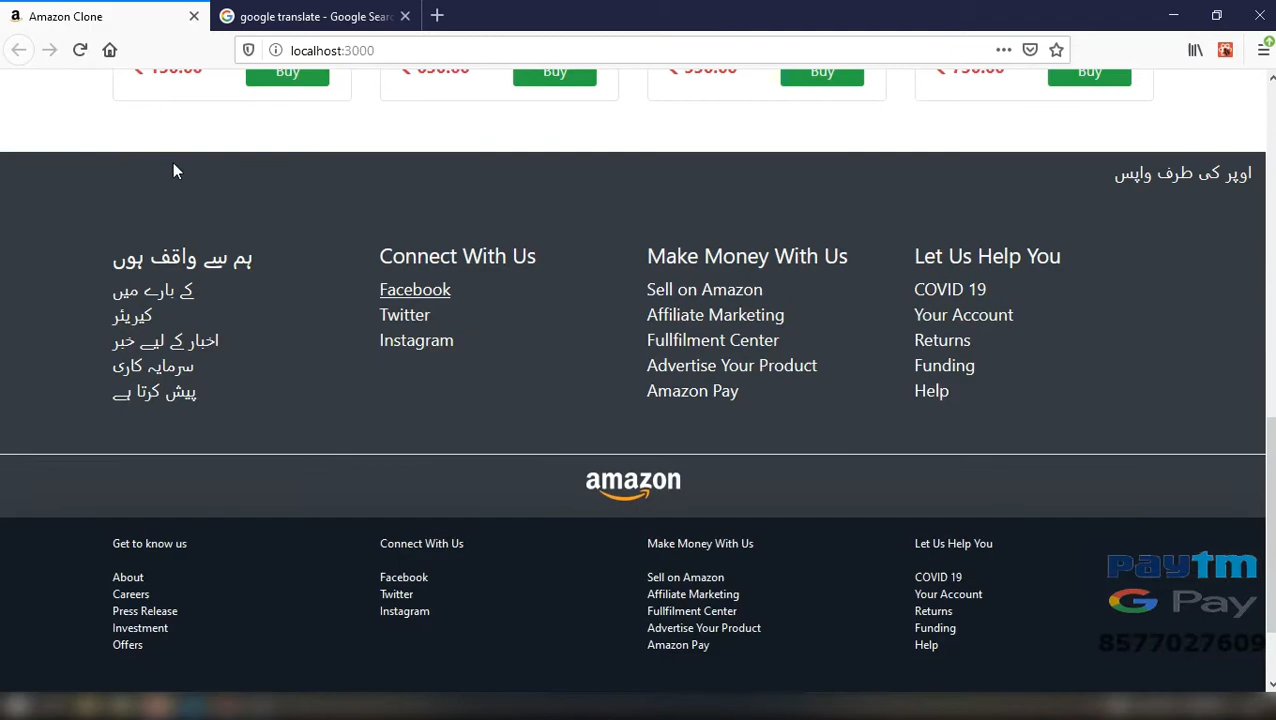 Amazon Clone
google translate - Google Sear
localhost:3000
Buy Buy Buy Buy
اوپر کی طرف واپس
ہم سے واقف ہوں
کے بارے میں
کیریئر
اخبار کے لیے خبر
سرمایہ کاری
پیش کرتا ہے
Connect With Us
Facebook
Twitter
Instagram
Make Money With Us
Sell on Amazon
Affiliate Marketing
Fullfilment Center
Advertise Your Product
Amazon Pay
Let Us Help You
COVID 19
Your Account
Returns
Funding
Help
amazon
Get to know us
About
Careers
Press Release
Investment
Offers
Connect With Us
Facebook
Twitter
Instagram
Make Money With Us
Sell on Amazon
Affiliate Marketing
Fullfilment Center
Advertise Your Product
Amazon Pay
Let Us Help You
COVID 19
Your Account
Returns
Funding
Help
paytm
G Pay
8577027609